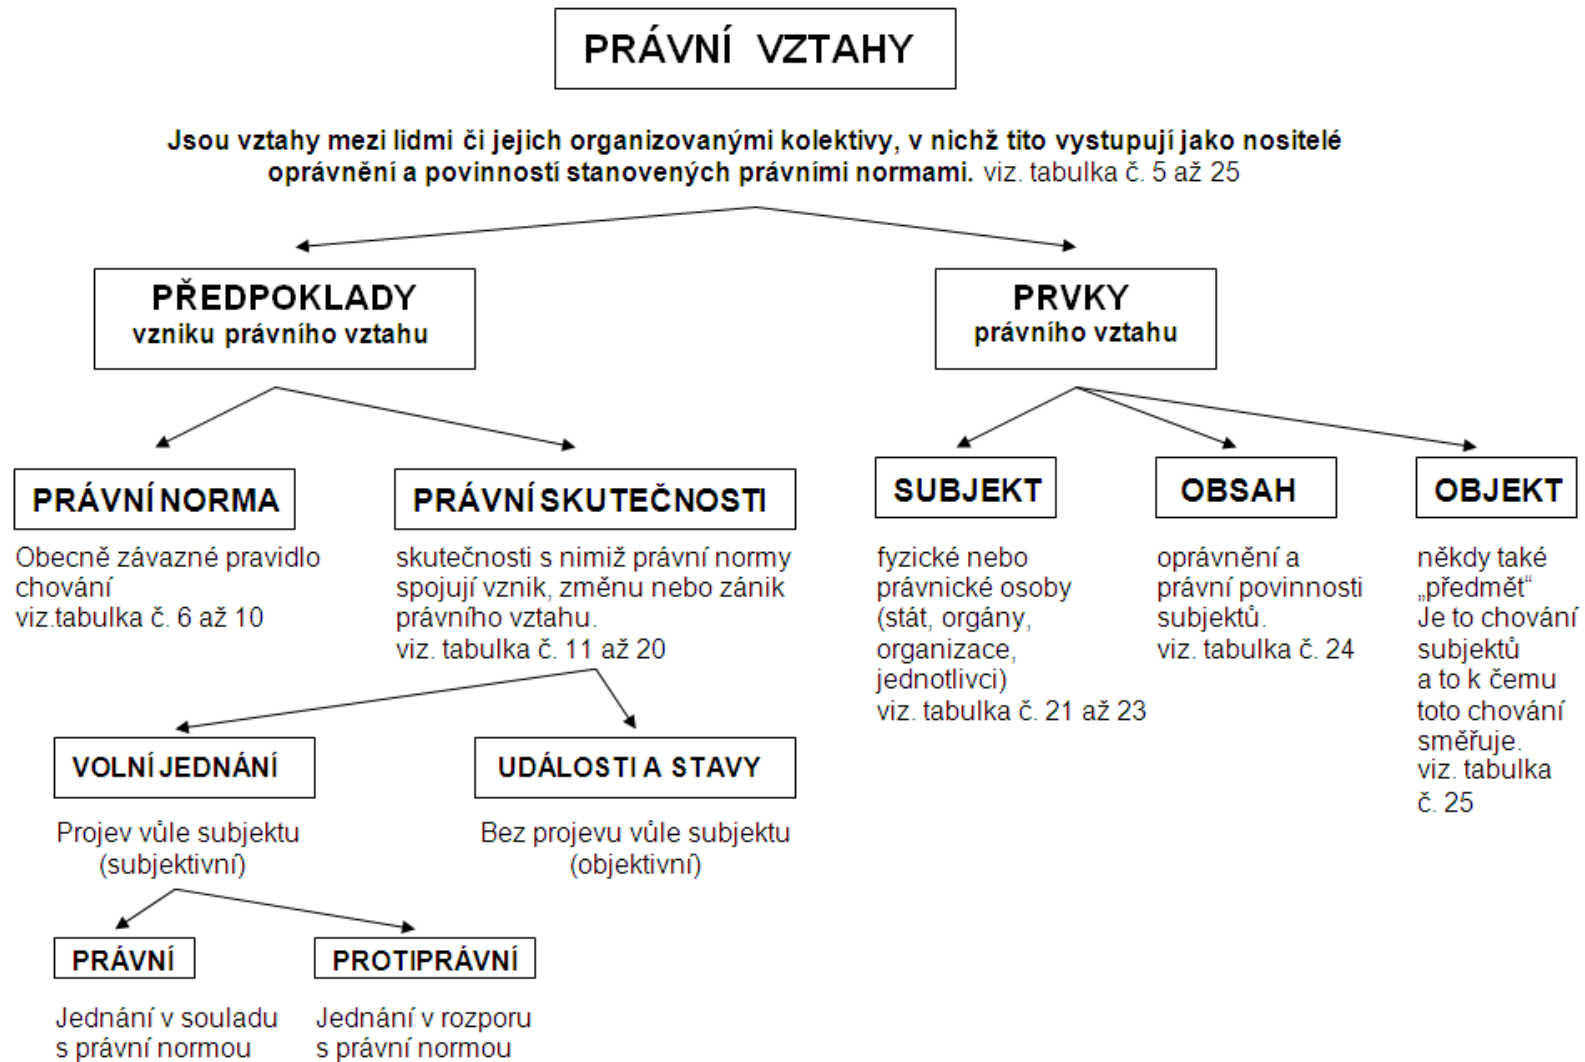 PRÁVNÍ VZTAHY
Jsou vztahy mezi lidmi či jejich organizovanými kolektivy, v nichž tito vystupují jako nositelé
oprávnění a povinností stanovených právními normami. viz. tabulka č. 5 až 25
PŘEDPOKLADY
vzniku právního vztahu
PRVKY
právního vztahu
PRÁVNÍ NORMA
Obecně závazné pravidlo
chování
viz.tabulka č. 6 až 10
PRÁVNÍ SKUTEČNOSTI
skutečnosti s nimiž právní normy
spojují vznik, změnu nebo zánik
právního vztahu.
viz. tabulka č. 11 až 20
SUBJEKT
fyzické nebo
právnické osoby
(stát, orgány,
organizace,
jednotlivci)
viz. tabulka č. 21 až 23
OBSAH
oprávnění a
právní povinnosti
subjektů.
viz. tabulka č. 24
OBJEKT
někdy také
„předmět“
Je to chování
subjektů
a to k čemu
toto chování
směřuje.
viz. tabulka
č. 25
VOLNÍ JEDNÁNÍ
Projev vůle subjektu
(subjektivní)
UDÁLOSTI A STAVY
Bez projevu vůle subjektu
(objektivní)
PRÁVNÍ
Jednání v souladu
s právní normou
PROTIPRÁVNÍ
Jednání v rozporu
s právní normou